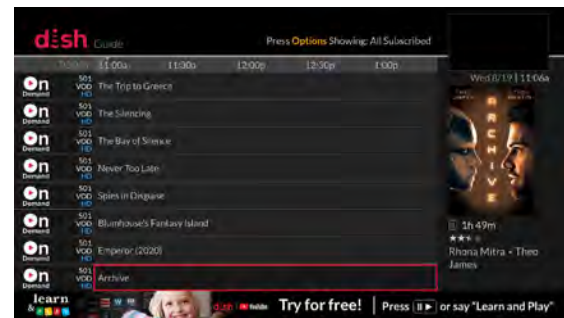 dish Guide
Press Options Showing: All Subscribed
TODAY 11:00a 11:30a 12:00p 12:30p 1:00p
Wed 8/19 | 11:06a
On Demand 501 VOD HD The Trip to Greece
On Demand 501 VOD HD The Silencing
On Demand 501 VOD HD The Bay of Silence
On Demand 501 VOD HD Never Too Late
On Demand 501 VOD HD Spies in Disguise
On Demand 501 VOD HD Blumhouse's Fantasy Island
On Demand 501 VOD HD Emperor (2020)
On Demand 501 VOD HD Archive
THEO JAMES
ARCHIVE
1h 49m
Rhona Mitra • Theo
James
learn
& PLAY
dish Try for free! | Press or say "Learn and Play"